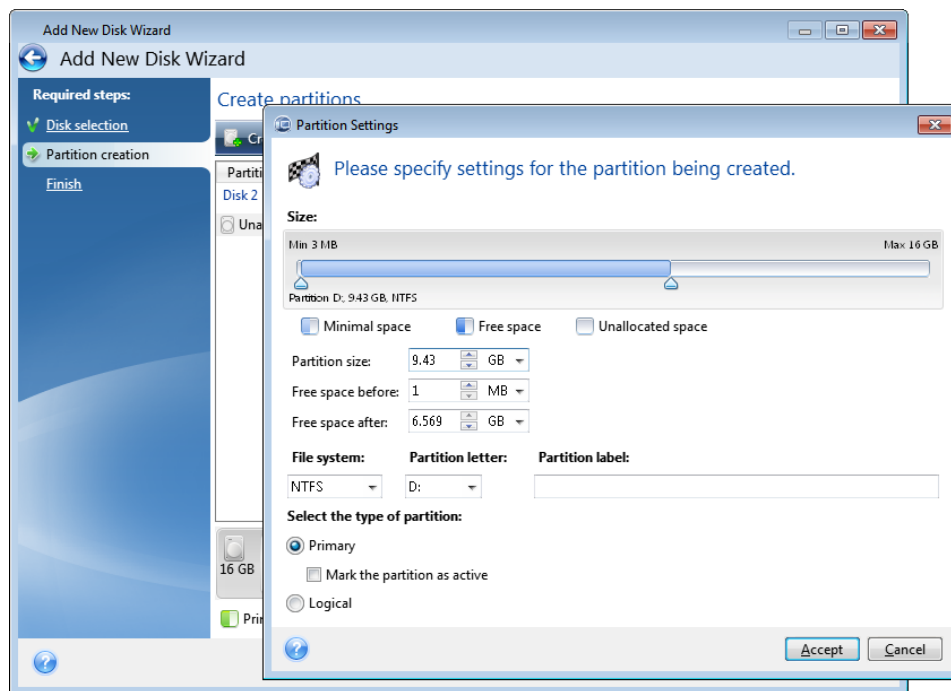 Add New Disk Wizard
Add New Disk Wizard
Required steps:
Disk selection
Partition creation
Finish
Create partitions
Disk 2
16 GB
Partition Settings
Please specify settings for the partition being created.
Size:
Min 3 MB Max 16 GB
Partition D:, 9.43 GB, NTFS
Minimal space Free space Unallocated space
Partition size: 9.43 GB
Free space before: 1 MB
Free space after: 6.569 GB
File system: Partition letter: Partition label:
NTFS D:
Select the type of partition:
Primary
Mark the partition as active
Logical
Accept Cancel